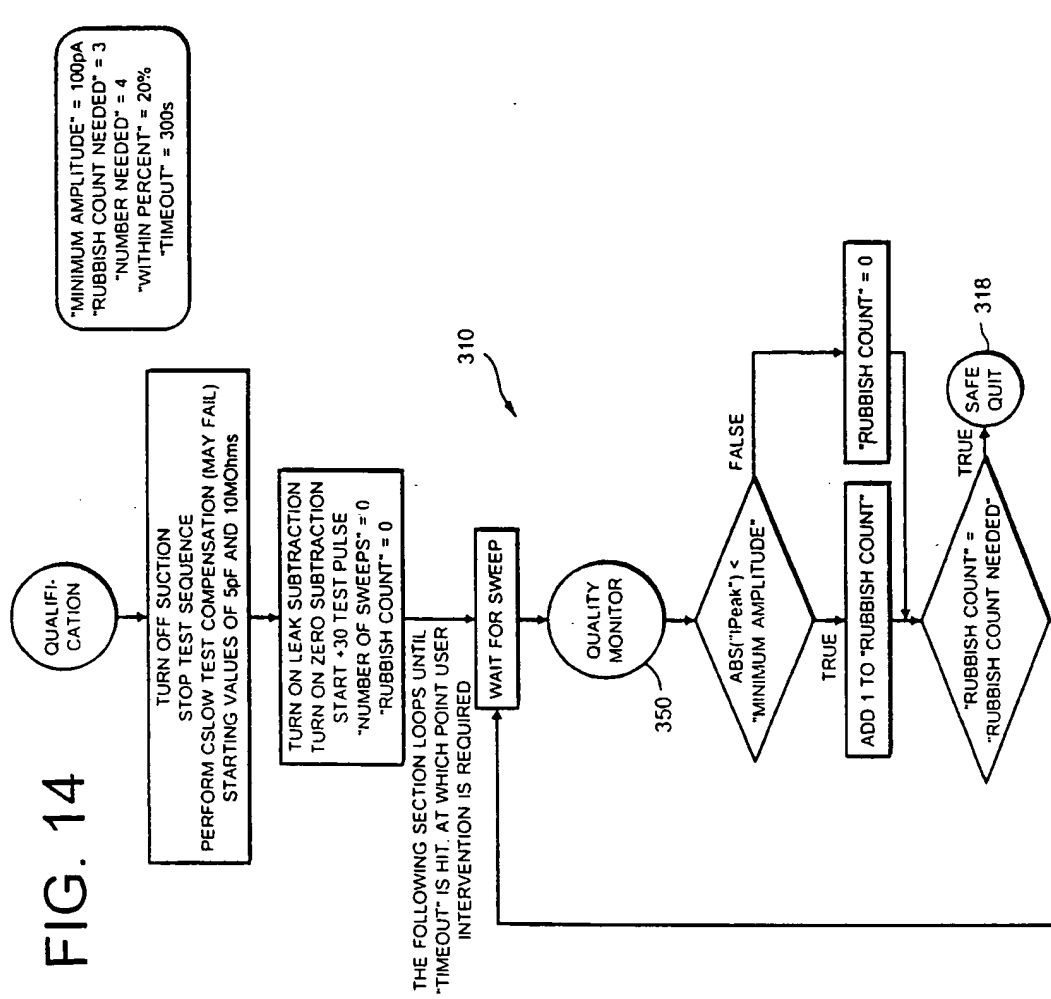 FIG. 14
"MINIMUM AMPLITUDE" = 100pA
"RUBBISH COUNT NEEDED" = 3
"NUMBER NEEDED" = 4
"WITHIN PERCENT" = 20%
"TIMEOUT" = 300s
QUALIFI-
CATION
TURN OFF SUCTION
STOP TEST SEQUENCE
PERFORM CSLOW TEST COMPENSATION (MAY FAIL)
STARTING VALUES OF 5pF AND 10MOhms
TURN ON LEAK SUBTRACTION
TURN ON ZERO SUBTRACTION
START +30 TEST PULSE
"NUMBER OF SWEEPS" = 0
"RUBBISH COUNT" = 0
THE FOLLOWING SECTION LOOPS UNTIL
"TIMEOUT" IS HIT. AT WHICH POINT USER
INTERVENTION IS REQUIRED
310
WAIT FOR SWEEP
QUALITY
MONITOR
350
ABS("IPeak") <
"MINIMUM AMPLITUDE"
FALSE
TRUE
ADD 1 TO "RUBBISH COUNT"
"RUBBISH COUNT" = 0
"RUBBISH COUNT" =
"RUBBISH COUNT NEEDED"
TRUE
SAFE
QUIT
318